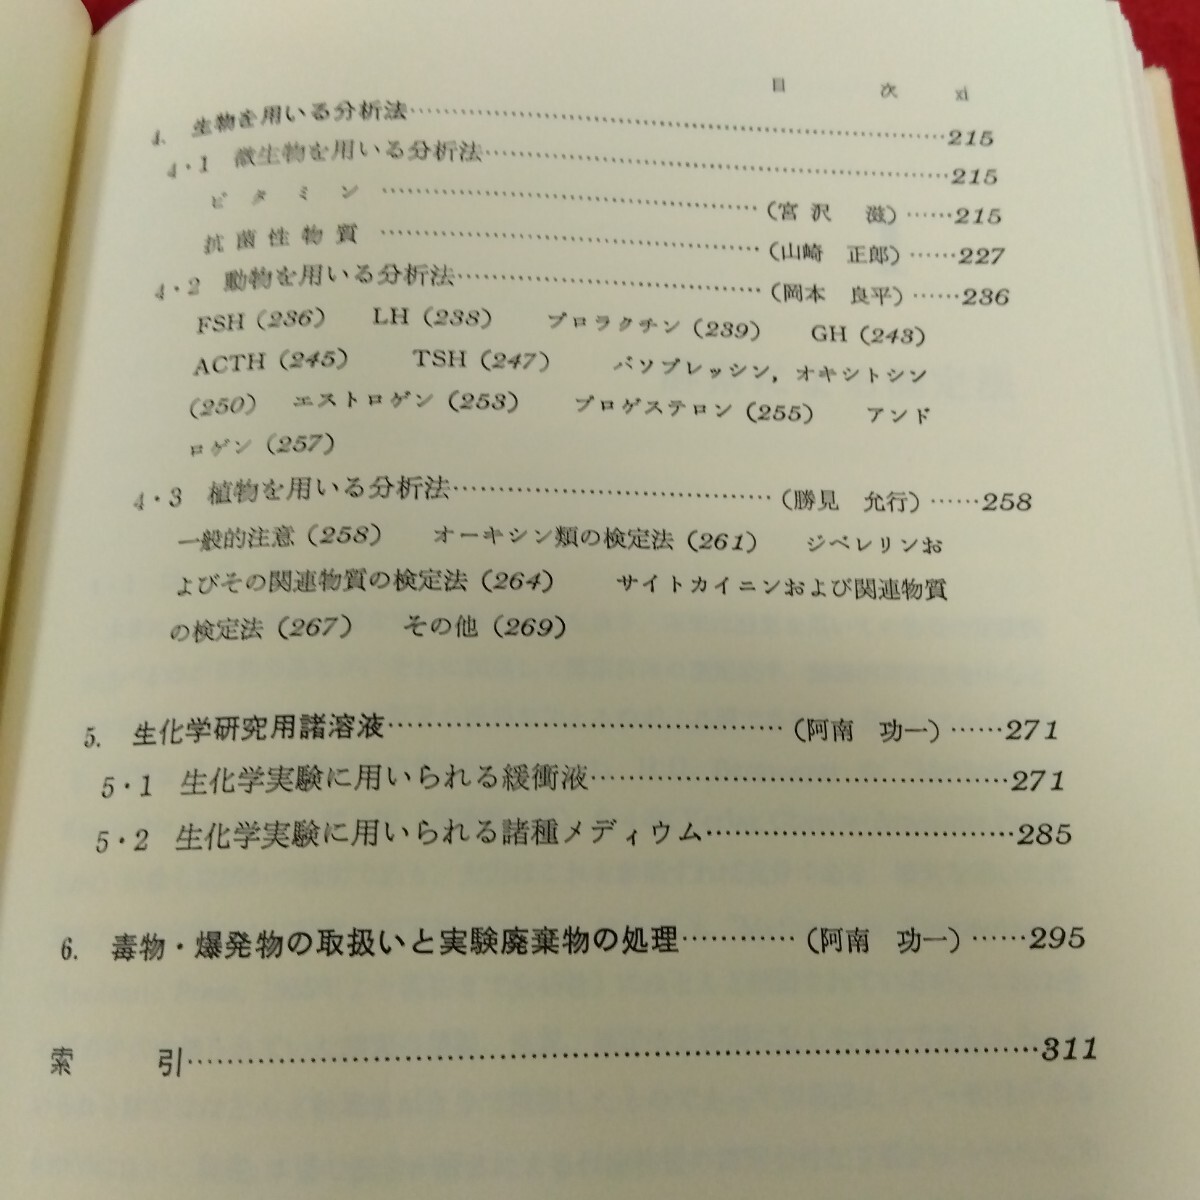 目次 xi
4. 生物を用いる分析法……215
4・1 微生物を用いる分析法……215
ビタミン……(宮沢 滋)……215
抗菌性物質……(山崎 正郎)……227
4・2 動物を用いる分析法……(岡本 良平)……236
FSH (236) LH (238) プロラクチン (239) GH (243)
ACTH (245) TSH (247) バソプレッシン, オキシトシン
(250) エストロゲン (253) プロゲステロン (255) アンド
ロゲン (257)
4・3 植物を用いる分析法……(勝見 允行)……258
一般的注意 (258) オーキシン類の検定法 (261) ジベレリンお
よびその関連物質の検定法 (264) サイトカイニンおよび関連物質
の検定法 (267) その他 (269)
5. 生化学研究用諸溶液……(阿南 功一)……271
5・1 生化学実験に用いられる緩衝液……271
5・2 生化学実験に用いられる諸種メディウム……285
6. 毒物・爆発物の取扱いと実験廃棄物の処理……(阿南 功一)……295
索引……311